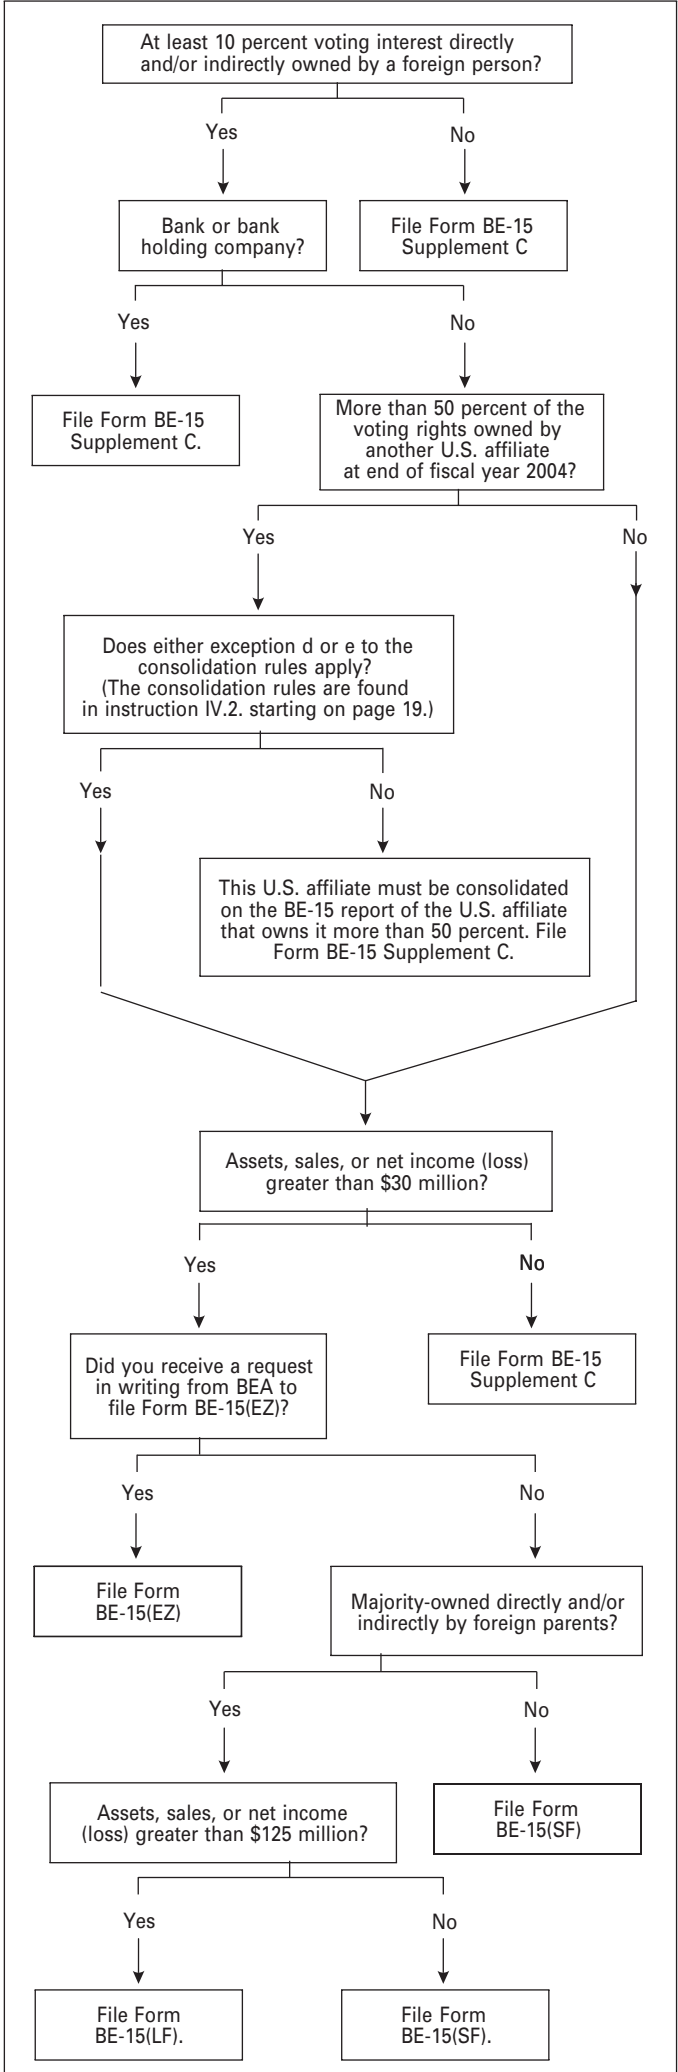 At least 10 percent voting interest directly
and/or indirectly owned by a foreign person?
Yes
No
Bank or bank
holding company?
File Form BE-15
Supplement C
Yes
No
File Form BE-15
Supplement C.
More than 50 percent of the
voting rights owned by
another U.S. affiliate
at end of fiscal year 2004?
Yes
No
Does either exception d or e to the
consolidation rules apply?
(The consolidation rules are found
in instruction IV.2. starting on page 19.)
Yes
No
This U.S. affiliate must be consolidated
on the BE-15 report of the U.S. affiliate
that owns it more than 50 percent. File
Form BE-15 Supplement C.
Assets, sales, or net income (loss)
greater than $30 million?
Yes
No
Did you receive a request
in writing from BEA to
file Form BE-15(EZ)?
File Form BE-15
Supplement C
Yes
No
File Form
BE-15(EZ)
Majority-owned directly and/or
indirectly by foreign parents?
Yes
No
Assets, sales, or net income
(loss) greater than $125 million?
File Form
BE-15(SF)
Yes
No
File Form
BE-15(LF).
File Form
BE-15(SF).